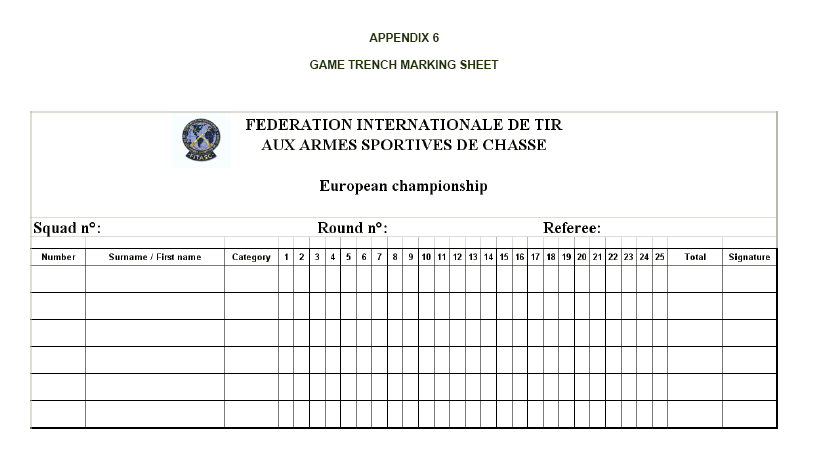 APPENDIX 6
GAME TRENCH MARKING SHEET
FEDERATION INTERNATIONALE DE TIR
AUX ARMES SPORTIVES DE CHASSE
FITASC
European championship
Squad n°: Round n°: Referee:
Number Surname / First name Category 1 2 3 4 5 6 7 8 9 10 11 12 13 14 15 16 17 18 19 20 21 22 23 24 25 Total Signature